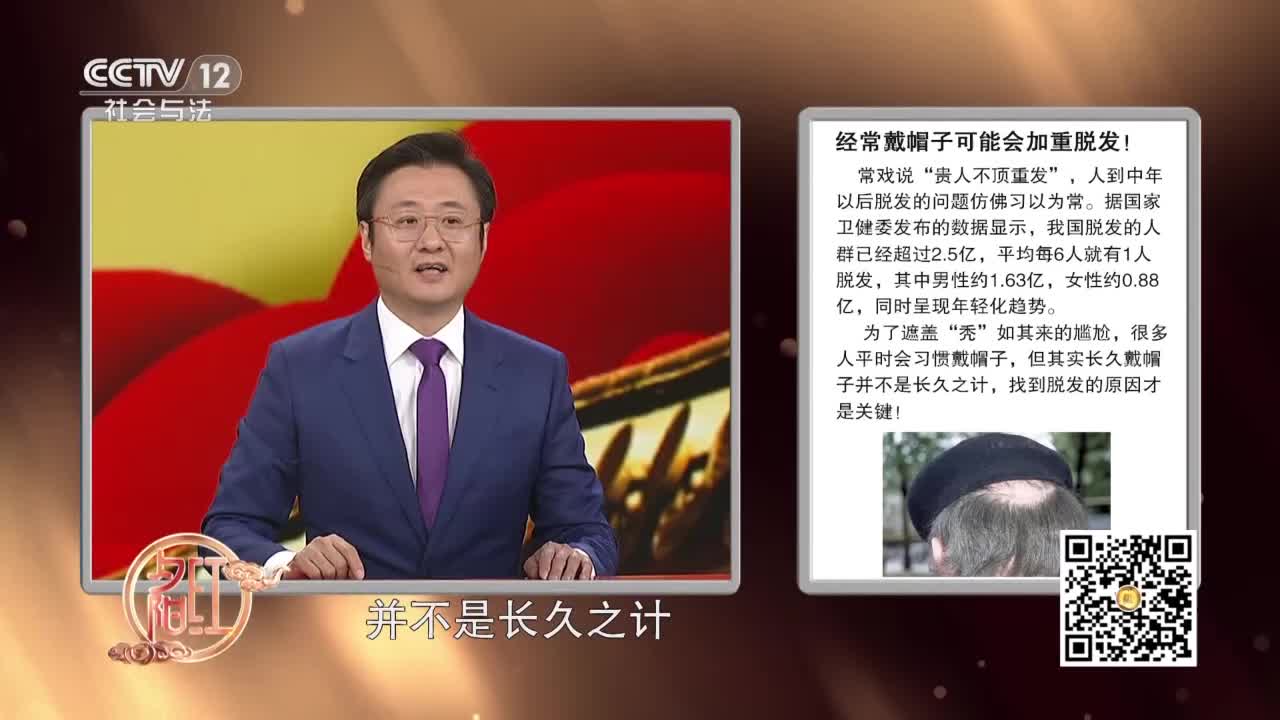 CCTV 12
社会与法
经常戴帽子可能会加重脱发！
常戏说“贵人不顶重发”，人到中年
以后脱发的问题仿佛习以为常。据国家
卫健委发布的数据显示，我国脱发的人
群已经超过2.5亿，平均每6人就有1人
脱发，其中男性约1.63亿，女性约0.88
亿，同时呈现年轻化趋势。
为了遮盖“秃”如其来的尴尬，很多
人平时会习惯戴帽子，但其实长久戴帽
子并不是长久之计，找到脱发的原因才
是关键！
夕阳红
并不是长久之计